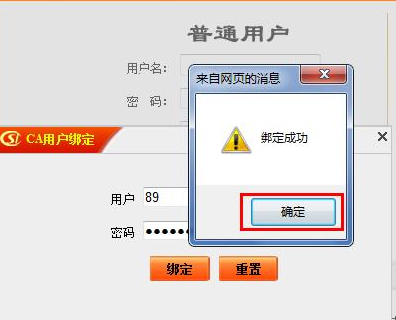 普通用户
用户名：
密 码：
来自网页的消息
绑定成功
确定
CA用户绑定
用户 89
密码 ●●●●●●
绑定 重置